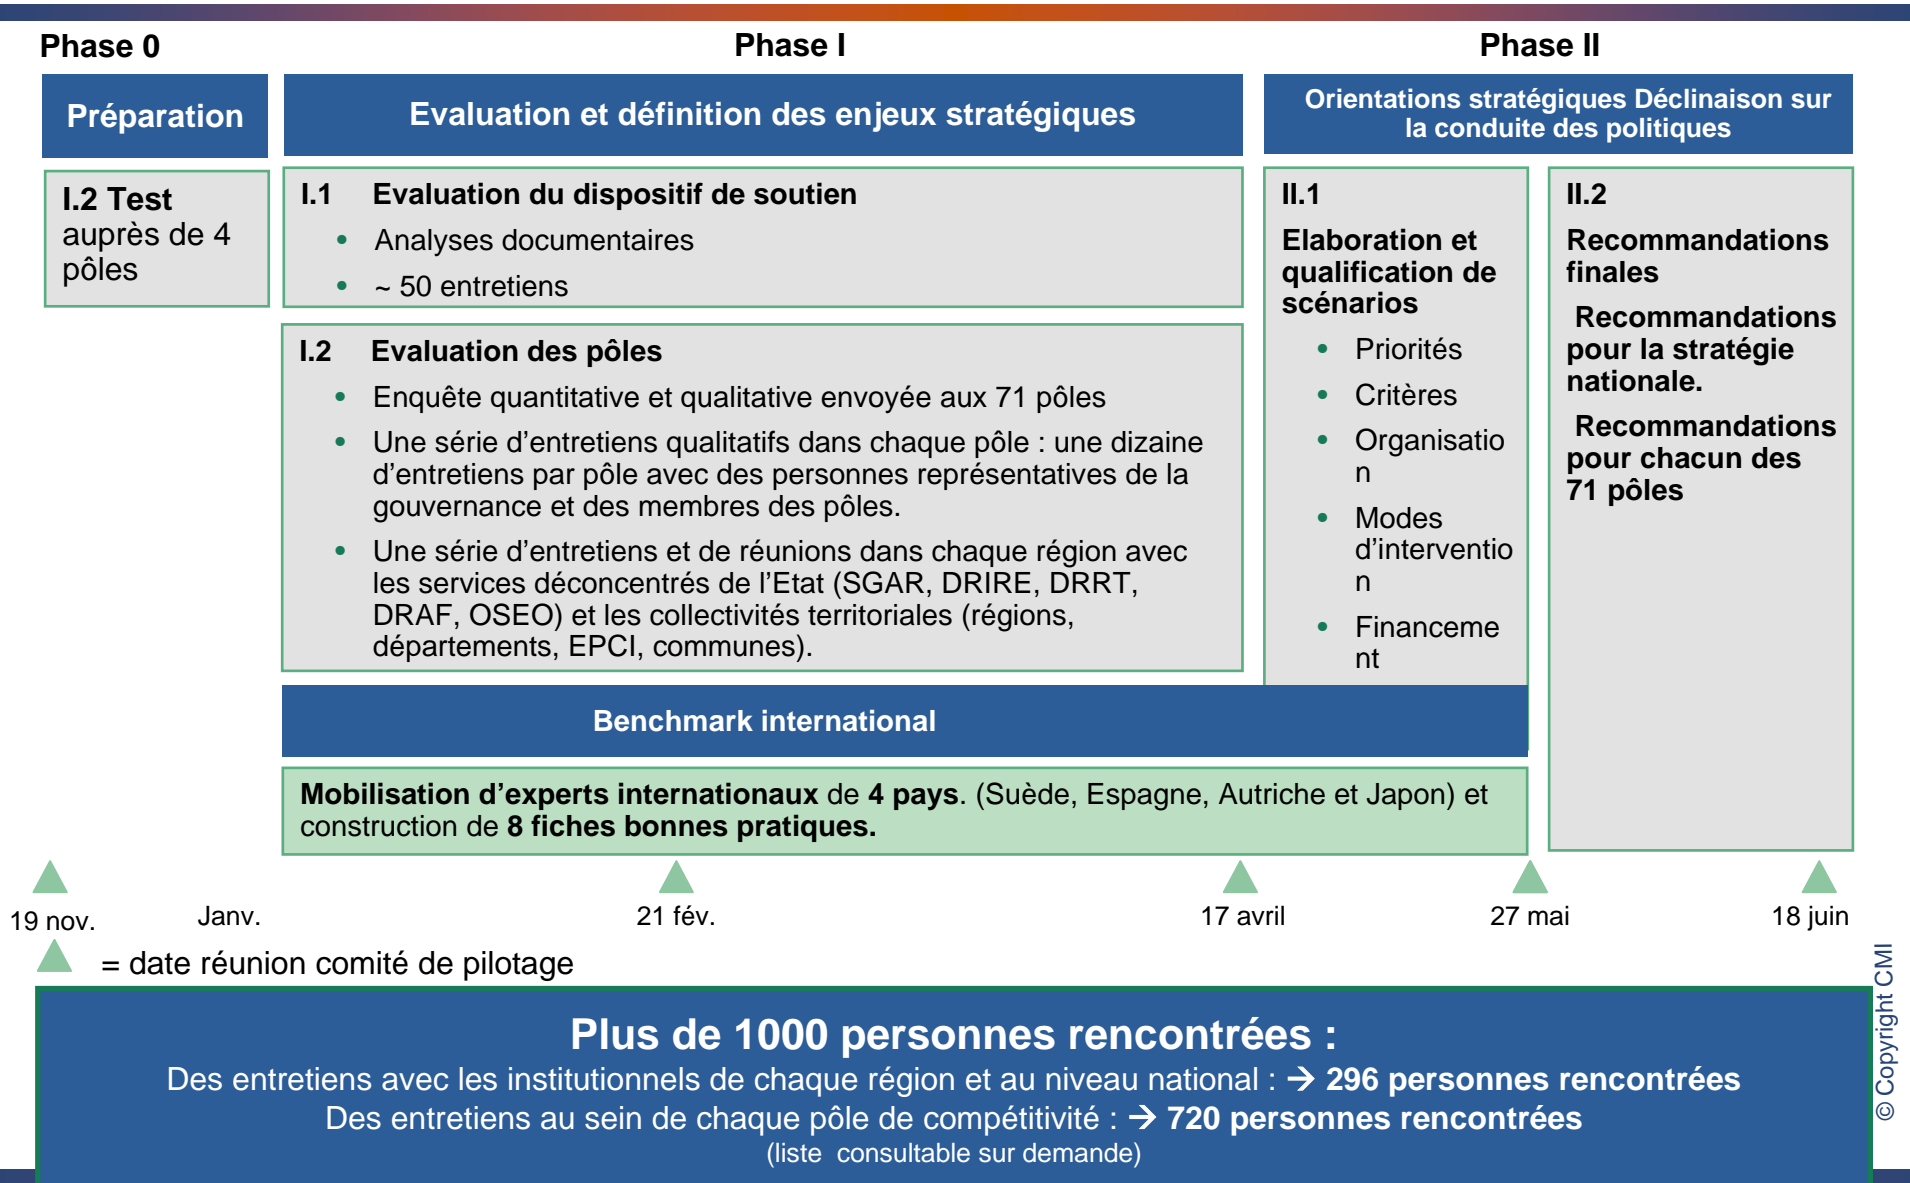 Phase 0
Phase I
Phase II
Préparation
Evaluation et définition des enjeux stratégiques
Orientations stratégiques Déclinaison sur
la conduite des politiques
I.2 Test
auprès de 4
pôles
I.1 Evaluation du dispositif de soutien
• Analyses documentaires
• ~ 50 entretiens
I.2 Evaluation des pôles
• Enquête quantitative et qualitative envoyée aux 71 pôles
• Une série d’entretiens qualitatifs dans chaque pôle : une dizaine
d’entretiens par pôle avec des personnes représentatives de la
gouvernance et des membres des pôles.
• Une série d’entretiens et de réunions dans chaque région avec
les services déconcentrés de l’Etat (SGAR, DRIRE, DRRT,
DRAF, OSEO) et les collectivités territoriales (régions,
départements, EPCI, communes).
II.1
Elaboration et
qualification de
scénarios
• Priorités
• Critères
• Organisatio
n
• Modes
d’interventio
n
• Financeme
nt
II.2
Recommandations
finales
Recommandations
pour la stratégie
nationale.
Recommandations
pour chacun des
71 pôles
Benchmark international
Mobilisation d’experts internationaux de 4 pays. (Suède, Espagne, Autriche et Japon) et
construction de 8 fiches bonnes pratiques.
19 nov.
Janv.
21 fév.
17 avril
27 mai
18 juin
= date réunion comité de pilotage
Plus de 1000 personnes rencontrées :
Des entretiens avec les institutionnels de chaque région et au niveau national : → 296 personnes rencontrées
Des entretiens au sein de chaque pôle de compétitivité : → 720 personnes rencontrées
(liste consultable sur demande)
© Copyright CMI